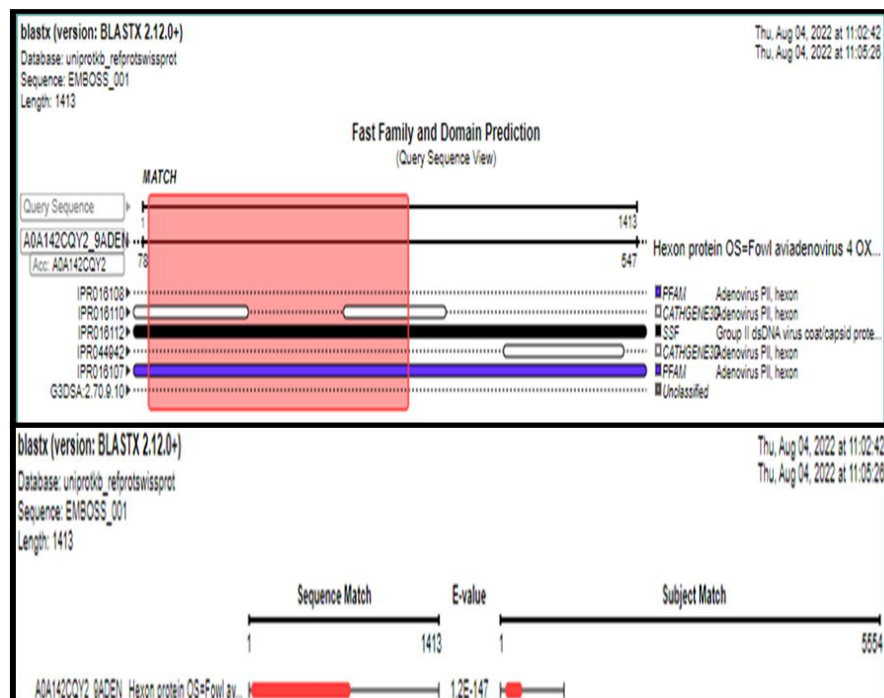 blastx (version: BLASTX 2.12.0+)
Thu, Aug 04, 2022 at 11:02:42
Database: uniprotkb_refprotswissprot
Thu, Aug 04, 2022 at 11:05:26
Sequence: EMBOSS_001
Length: 1413
Fast Family and Domain Prediction
(Query Sequence View)
MATCH
Query Sequence
1 1413
A0A142CQY2_9ADEN
78 547
Hexon protein OS=Fowl aviadenovirus 4 OX...
Acc: A0A142CQY2
IPR016108 PFAM Adenovirus PII, hexon
IPR016110 CATHGENE3D Adenovirus PII, hexon
IPR016112 SSF Group II dsDNA virus coat/capsid prote...
IPR044942 CATHGENE3D Adenovirus PII, hexon
IPR016107 PFAM Adenovirus PII, hexon
G3DSA:2.70.9.10 Unclassified
blastx (version: BLASTX 2.12.0+)
Thu, Aug 04, 2022 at 11:02:42
Database: uniprotkb_refprotswissprot
Thu, Aug 04, 2022 at 11:05:26
Sequence: EMBOSS_001
Length: 1413
Sequence Match E-value Subject Match
1 1413 1 5554
A0A142CQY2_9ADEN Hexon protein OS=Fowl av... 1.2E-147